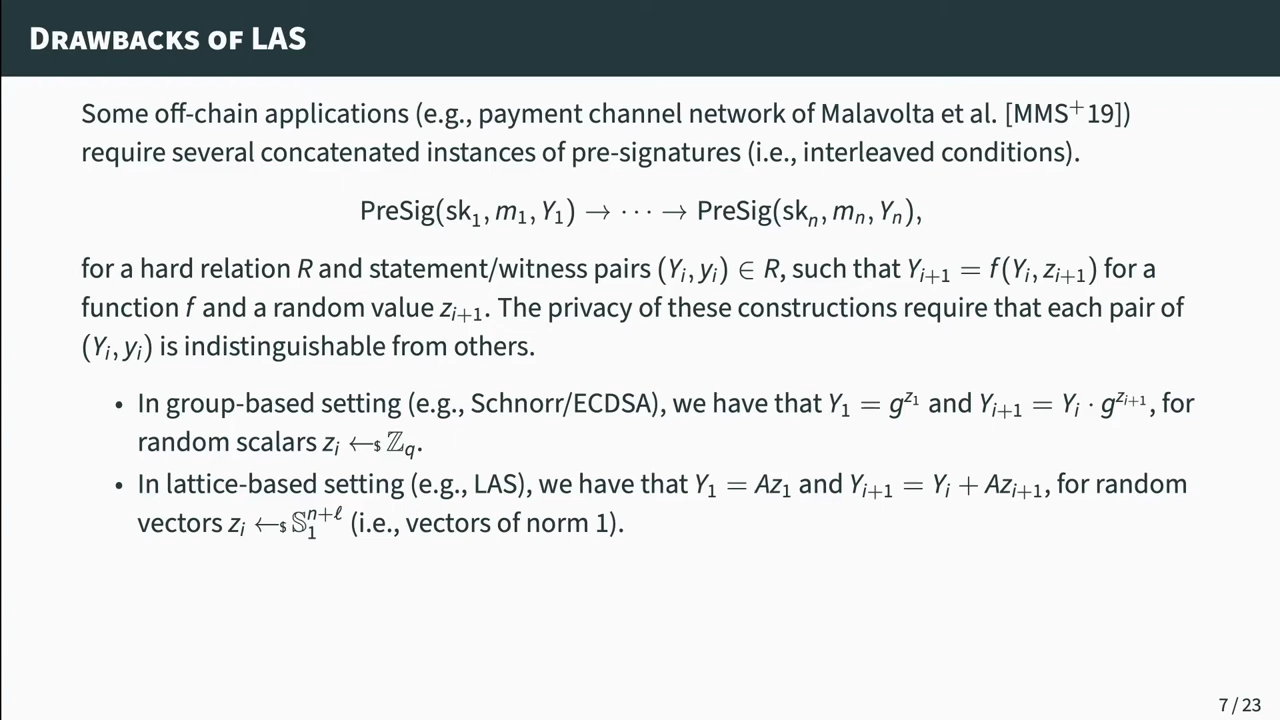 DRAWBACKS OF LAS
Some off-chain applications (e.g., payment channel network of Malavolta et al. [MMS⁺19])
require several concatenated instances of pre-signatures (i.e., interleaved conditions).
PreSig(sk₁, m₁, Y₁) → ⋯ → PreSig(skₙ, mₙ, Yₙ),
for a hard relation R and statement/witness pairs (Yᵢ, yᵢ) ∈ R, such that Yᵢ₊₁ = f(Yᵢ, zᵢ₊₁) for a
function f and a random value zᵢ₊₁. The privacy of these constructions require that each pair of
(Yᵢ, yᵢ) is indistinguishable from others.
• In group-based setting (e.g., Schnorr/ECDSA), we have that Y₁ = g^{z₁} and Yᵢ₊₁ = Yᵢ · g^{zᵢ₊₁}, for
random scalars zᵢ ←$ ℤ_q.
• In lattice-based setting (e.g., LAS), we have that Y₁ = Az₁ and Yᵢ₊₁ = Yᵢ + Azᵢ₊₁, for random
vectors zᵢ ←$ 𝕊₁^{n+ℓ} (i.e., vectors of norm 1).
7 / 23